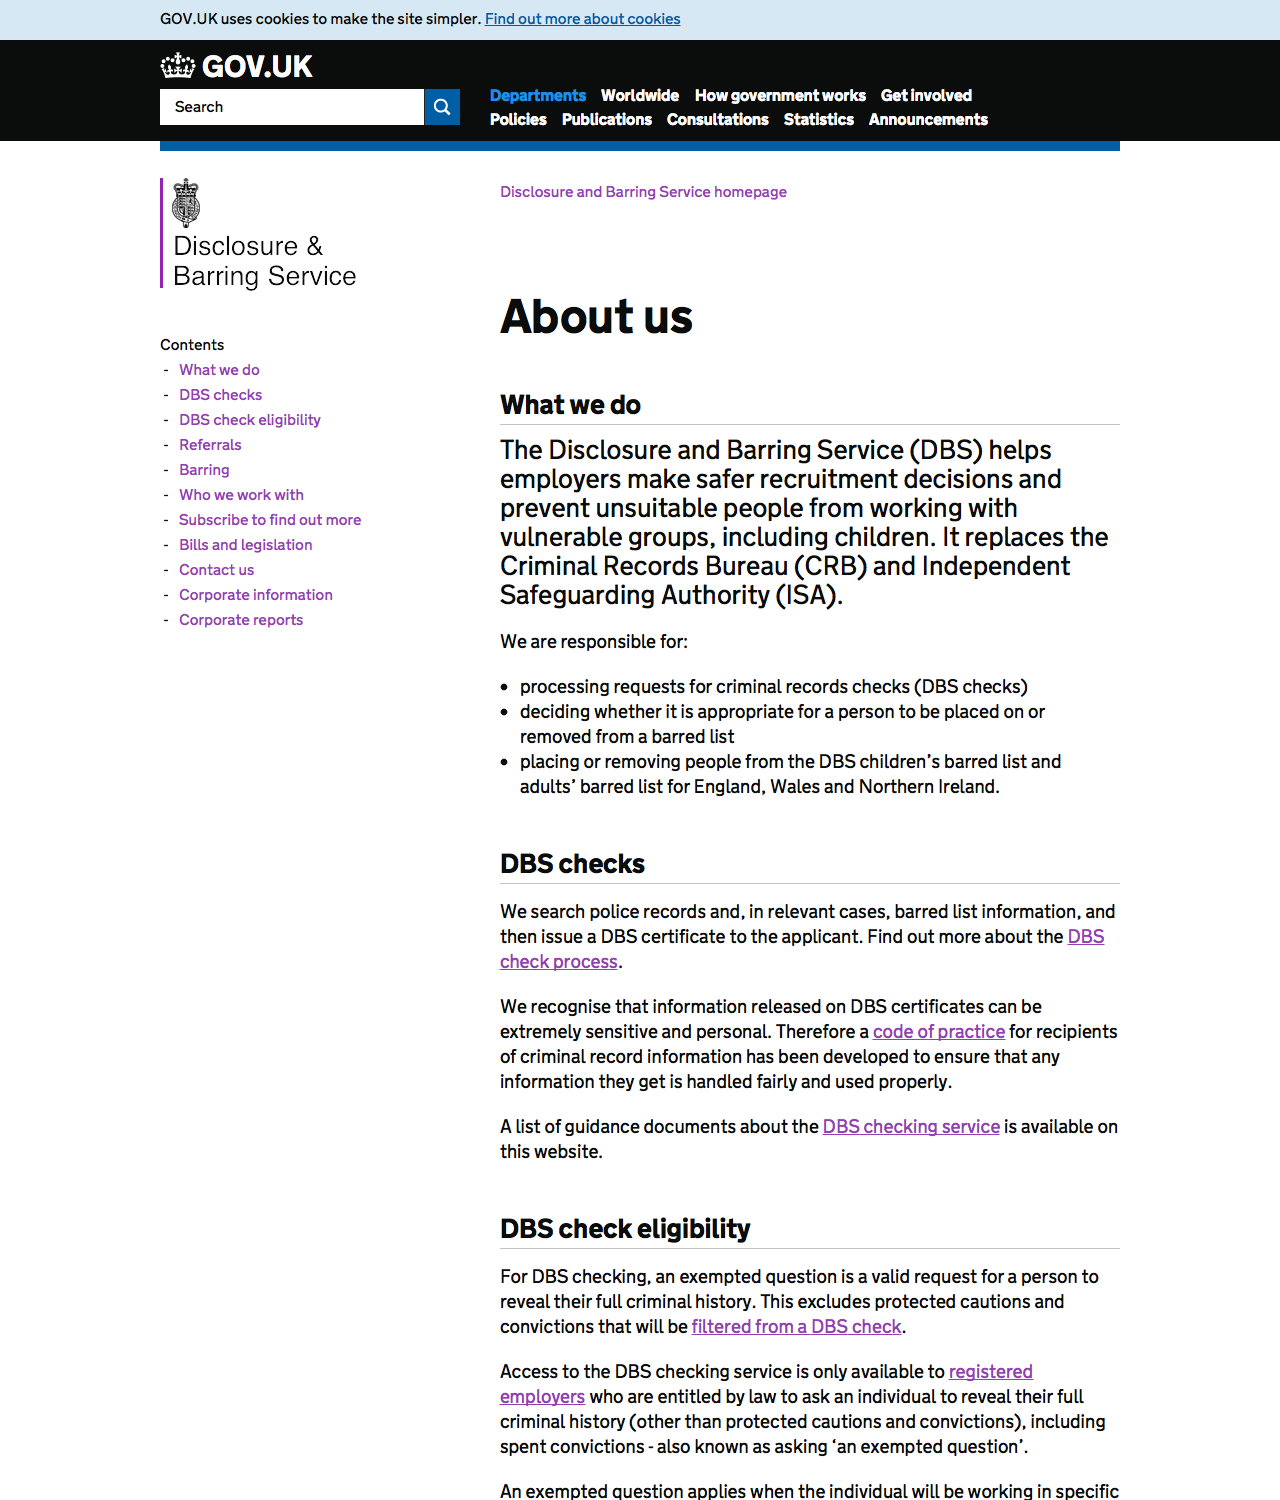 GOV.UK uses cookies to make the site simpler. Find out more about cookies
GOV.UK
Search
Departments Worldwide How government works Get involved
Policies Publications Consultations Statistics Announcements
Disclosure &
Barring Service
Disclosure and Barring Service homepage
About us
Contents
- What we do
- DBS checks
- DBS check eligibility
- Referrals
- Barring
- Who we work with
- Subscribe to find out more
- Bills and legislation
- Contact us
- Corporate information
- Corporate reports
What we do
The Disclosure and Barring Service (DBS) helps
employers make safer recruitment decisions and
prevent unsuitable people from working with
vulnerable groups, including children. It replaces the
Criminal Records Bureau (CRB) and Independent
Safeguarding Authority (ISA).
We are responsible for:
• processing requests for criminal records checks (DBS checks)
• deciding whether it is appropriate for a person to be placed on or
removed from a barred list
• placing or removing people from the DBS children’s barred list and
adults’ barred list for England, Wales and Northern Ireland.
DBS checks
We search police records and, in relevant cases, barred list information, and
then issue a DBS certificate to the applicant. Find out more about the DBS
check process.
We recognise that information released on DBS certificates can be
extremely sensitive and personal. Therefore a code of practice for recipients
of criminal record information has been developed to ensure that any
information they get is handled fairly and used properly.
A list of guidance documents about the DBS checking service is available on
this website.
DBS check eligibility
For DBS checking, an exempted question is a valid request for a person to
reveal their full criminal history. This excludes protected cautions and
convictions that will be filtered from a DBS check.
Access to the DBS checking service is only available to registered
employers who are entitled by law to ask an individual to reveal their full
criminal history (other than protected cautions and convictions), including
spent convictions - also known as asking ‘an exempted question’.
An exempted question applies when the individual will be working in specific